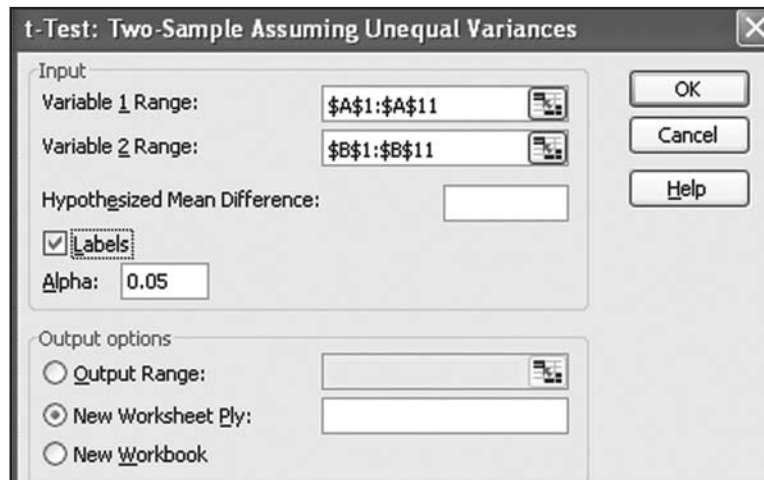 t-Test: Two-Sample Assuming Unequal Variances
Input
Variable 1 Range: $A$1:$A$11
Variable 2 Range: $B$1:$B$11
Hypothesized Mean Difference:
Labels
Alpha: 0.05
OK
Cancel
Help
Output options
Output Range:
New Worksheet Ply:
New Workbook